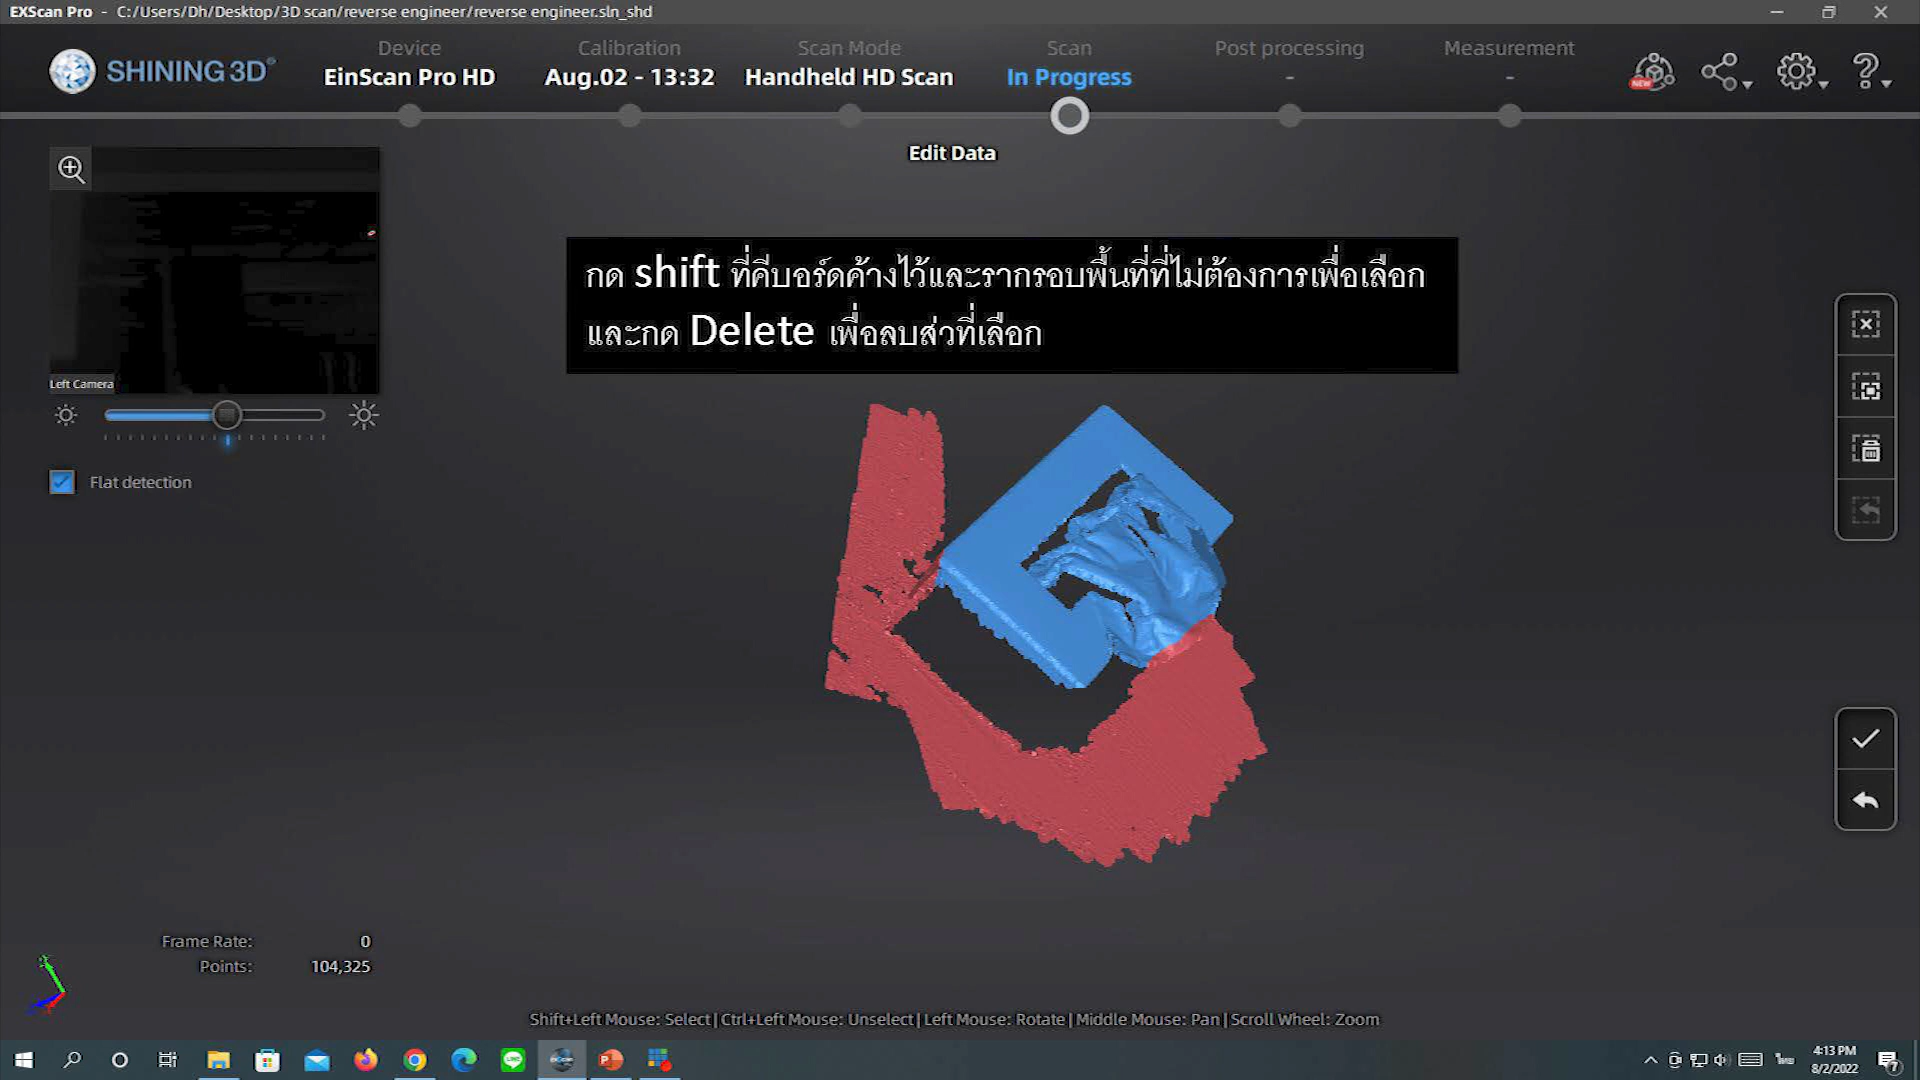 EXScan Pro - C:/Users/Dh/Desktop/3D scan/reverse engineer/reverse engineer.sln_shd
SHINING 3D®
Device
EinScan Pro HD
Calibration
Aug.02 - 13:32
Scan Mode
Handheld HD Scan
Scan
In Progress
Post processing
-
Measurement
-
NEW
Edit Data
กด shift ที่คีบอร์ดค้างไว้และรากรอบพื้นที่ที่ไม่ต้องการเพื่อเลือก
และกด Delete เพื่อลบส่วที่เลือก
Left Camera
Flat detection
Frame Rate: 0
Points: 104,325
Shift+Left Mouse: Select | Ctrl+Left Mouse: Unselect | Left Mouse: Rotate | Middle Mouse: Pan | Scroll Wheel: Zoom
4:13 PM
8/2/2022